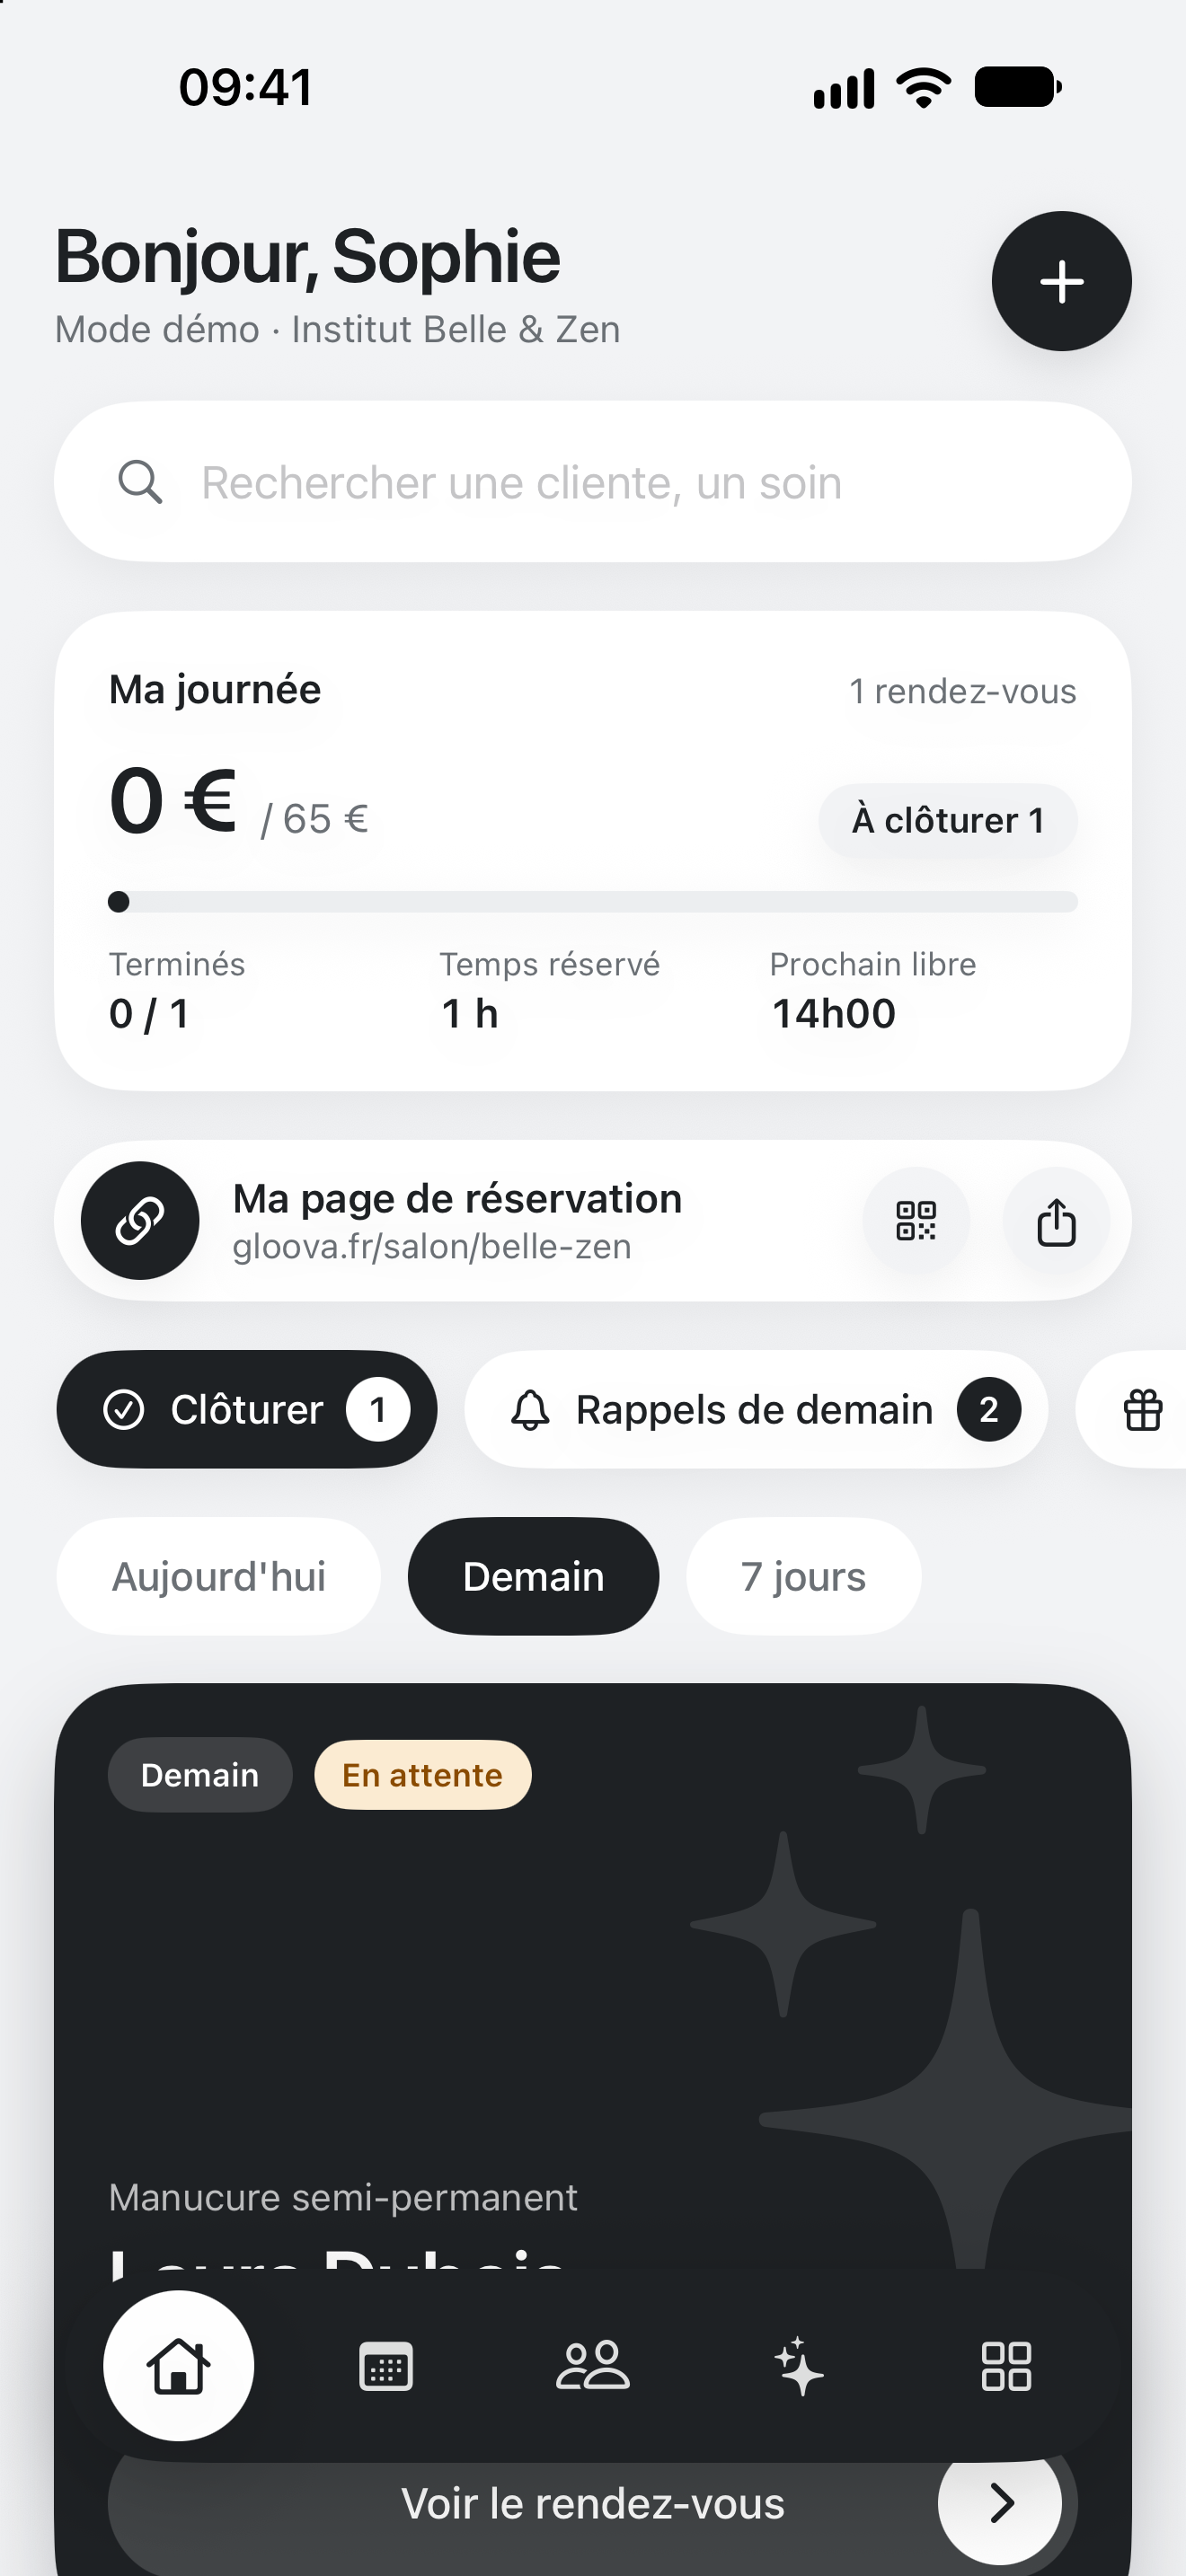 09:41
Bonjour, Sophie
Mode démo · Institut Belle & Zen
Rechercher une cliente, un soin
Ma journée
1 rendez-vous
0 € / 65 €
À clôturer 1
Terminés
0 / 1
Temps réservé
1 h
Prochain libre
14h00
Ma page de réservation
gloova.fr/salon/belle-zen
Clôturer 1
Rappels de demain 2
Aujourd'hui
Demain
7 jours
Demain
En attente
Manucure semi-permanent
Voir le rendez-vous